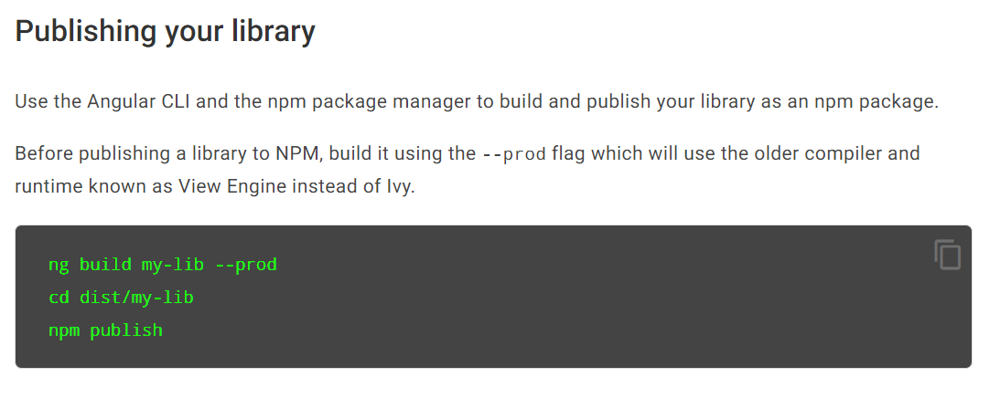 Publishing your library
Use the Angular CLI and the npm package manager to build and publish your library as an npm package.
Before publishing a library to NPM, build it using the --prod flag which will use the older compiler and
runtime known as View Engine instead of Ivy.
ng build my-lib --prod
cd dist/my-lib
npm publish